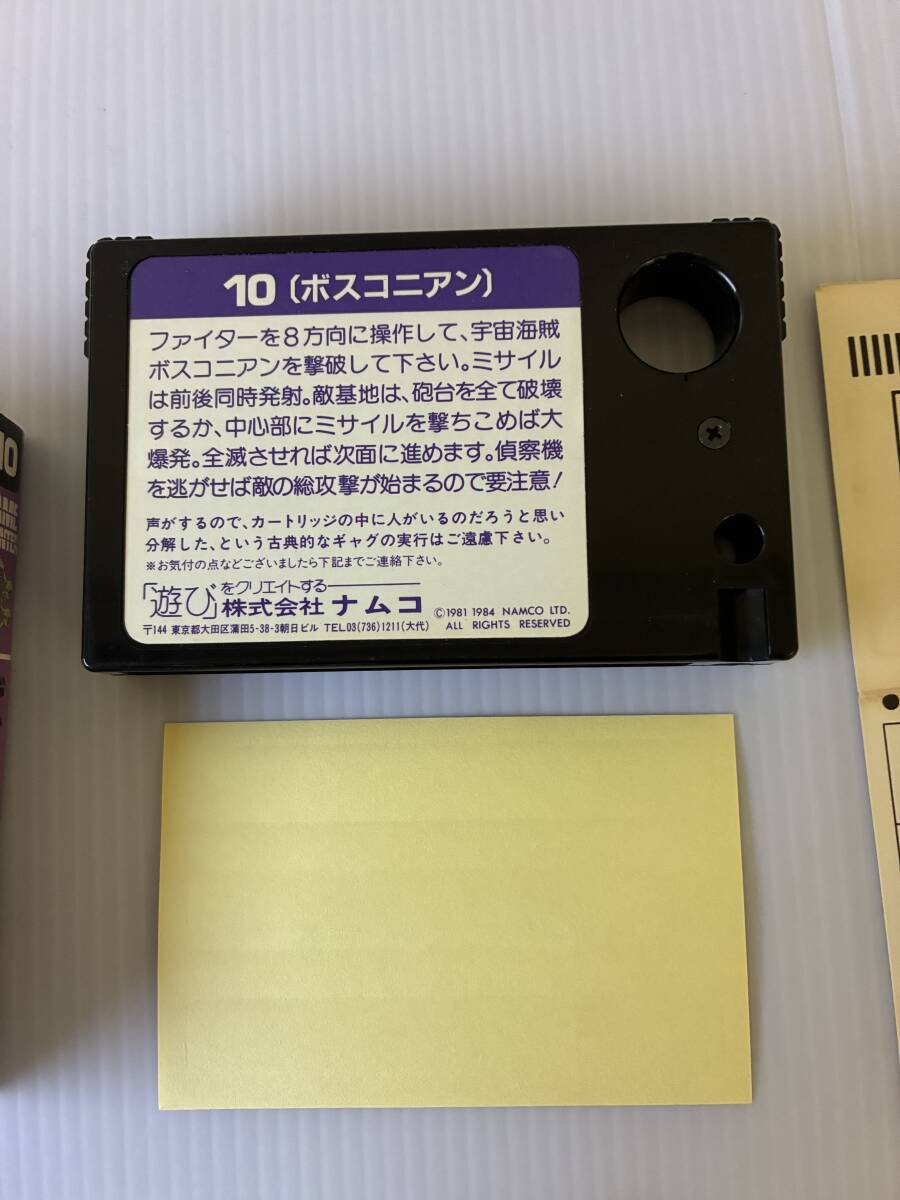 10〔ボスコニアン〕
ファイターを8方向に操作して、宇宙海賊
ボスコニアンを撃破して下さい。ミサイル
は前後同時発射。敵基地は、砲台を全て破壊
するか、中心部にミサイルを撃ちこめば大
爆発。全滅させれば次面に進めます。偵察機
を逃がせば敵の総攻撃が始まるので要注意!
声がするので、カートリッジの中に人がいるのだろうと思い
分解した、という古典的なギャグの実行はご遠慮下さい。
※お気付の点などございましたら下記までご連絡下さい。
「遊び」をクリエイトする
株式会社 ナムコ
©1981 1984 NAMCO LTD.
ALL RIGHTS RESERVED
〒144 東京都大田区蒲田5-38-3朝日ビル TEL.03(736)1211(大代)
10